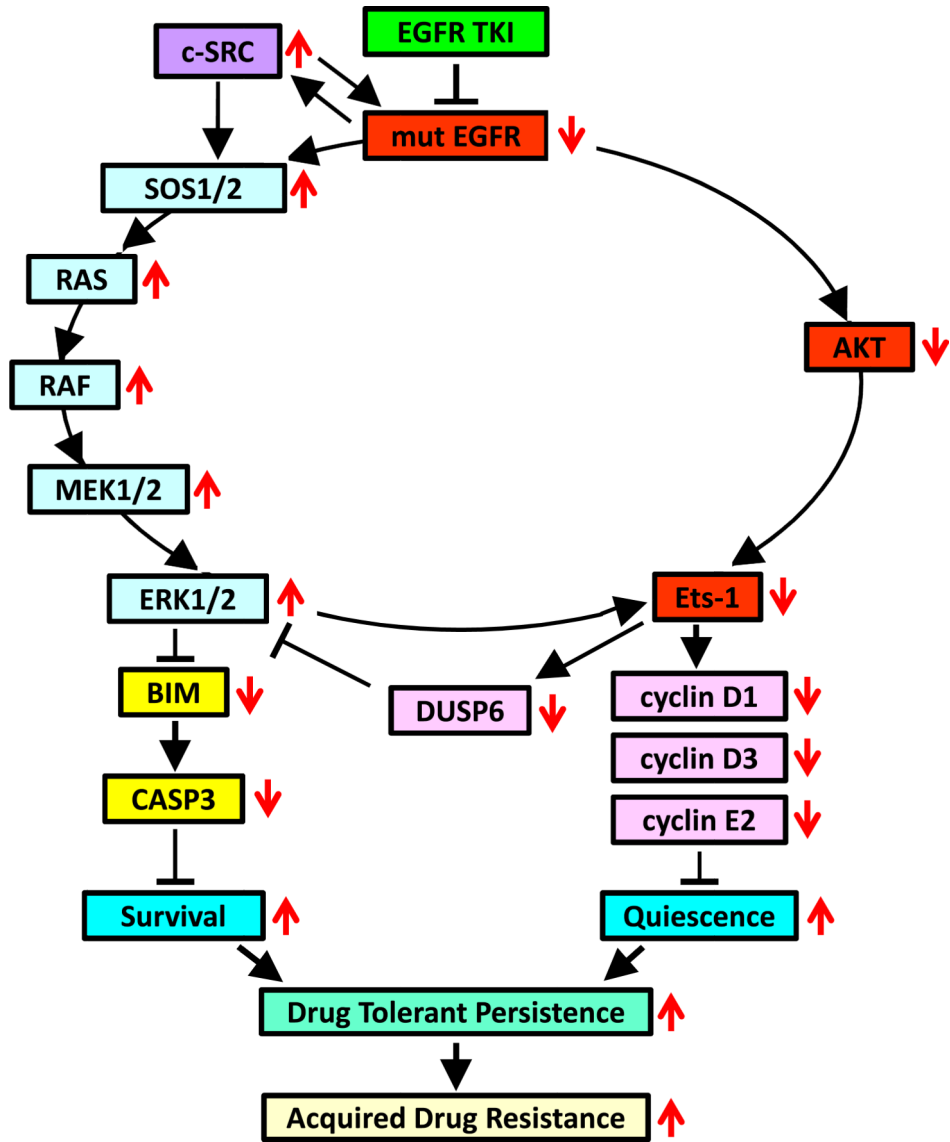 EGFR TKI
c-SRC
mut EGFR
SOS1/2
RAS
AKT
RAF
MEK1/2
ERK1/2
Ets-1
BIM
DUSP6
cyclin D1
cyclin D3
CASP3
cyclin E2
Survival
Quiescence
Drug Tolerant Persistence
Acquired Drug Resistance